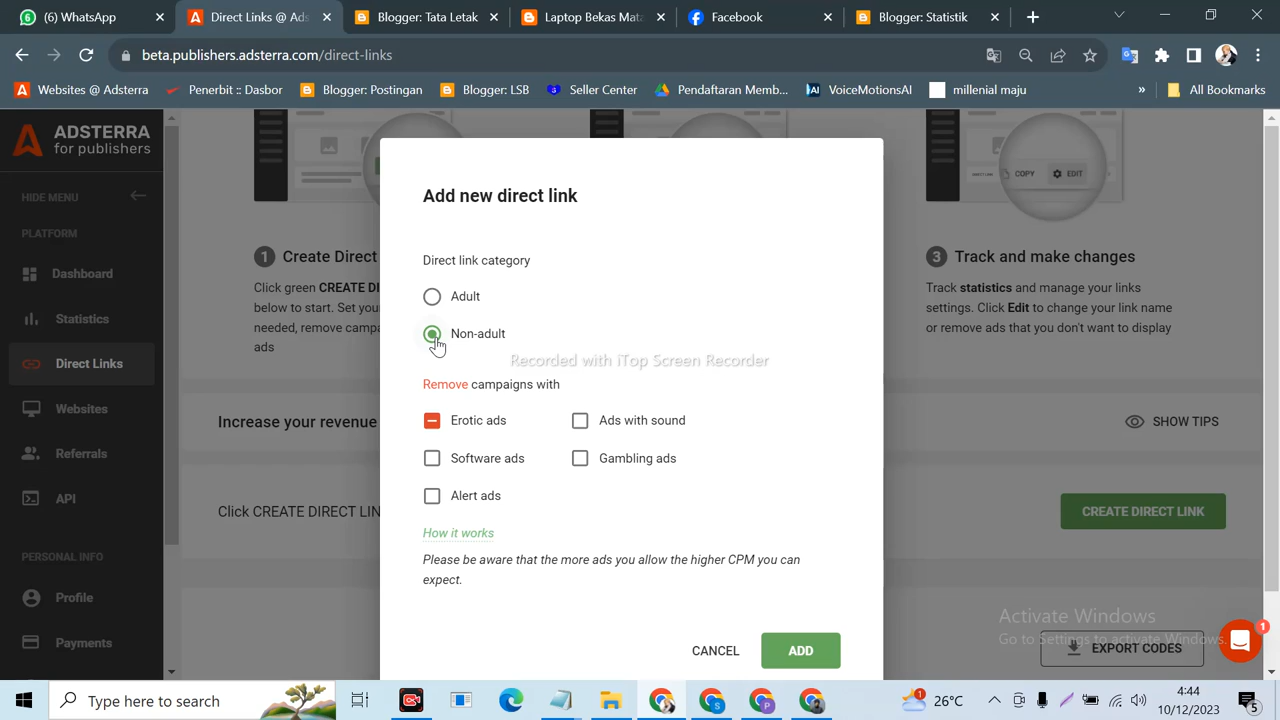 (6) WhatsApp
Direct Links @ Ads
Blogger: Tata Letak
Laptop Bekas Mata
Facebook
Blogger: Statistik
beta.publishers.adsterra.com/direct-links
Websites @ Adsterra
Penerbit :: Dasbor
Blogger: Postingan
Blogger: LSB
Seller Center
Pendaftaran Memb...
VoiceMotionsAI
millenial maju
»
All Bookmarks
ADSTERRA
for publishers
HIDE MENU
PLATFORM
Dashboard
Statistics
Direct Links
Websites
Referrals
API
PERSONAL INFO
Profile
Payments
COPY
EDIT
1 Create Direct
Click green CREATE DI
below to start. Set you
needed, remove campa
ads
3 Track and make changes
Track statistics and manage your links
settings. Click Edit to change your link name
or remove ads that you don't want to display
Increase your revenue
SHOW TIPS
Click CREATE DIRECT LIN
CREATE DIRECT LINK
EXPORT CODES
Add new direct link
Direct link category
Adult
Non-adult
Recorded with iTop Screen Recorder
Remove campaigns with
Erotic ads
Ads with sound
Software ads
Gambling ads
Alert ads
How it works
Please be aware that the more ads you allow the higher CPM you can
expect.
CANCEL
ADD
Activate Windows
Go to Settings to activate Windows.
1
Type here to search
1
26°C
4:44
10/12/2023
5